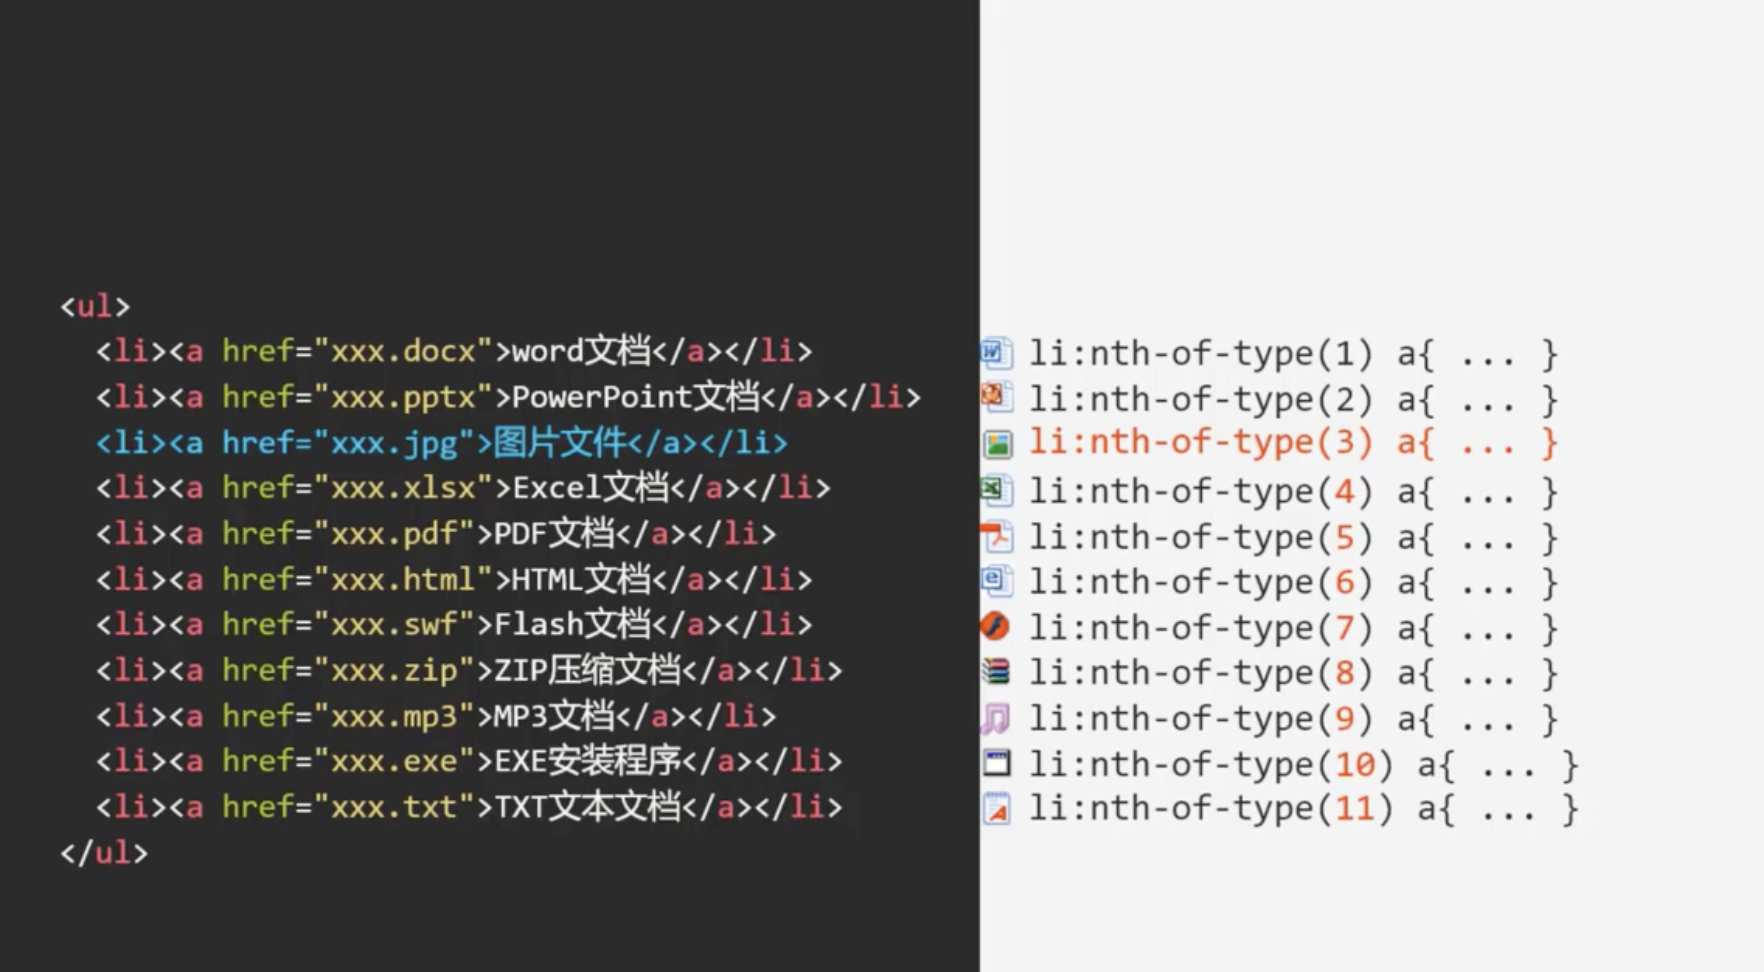 <ul>
<li><a href="xxx.docx">word文档</a></li>
<li><a href="xxx.pptx">PowerPoint文档</a></li>
<li><a href="xxx.jpg">图片文件</a></li>
<li><a href="xxx.xlsx">Excel文档</a></li>
<li><a href="xxx.pdf">PDF文档</a></li>
<li><a href="xxx.html">HTML文档</a></li>
<li><a href="xxx.swf">Flash文档</a></li>
<li><a href="xxx.zip">ZIP压缩文档</a></li>
<li><a href="xxx.mp3">MP3文档</a></li>
<li><a href="xxx.exe">EXE安装程序</a></li>
<li><a href="xxx.txt">TXT文本文档</a></li>
</ul>
li:nth-of-type(1) a{ ... }
li:nth-of-type(2) a{ ... }
li:nth-of-type(3) a{ ... }
li:nth-of-type(4) a{ ... }
li:nth-of-type(5) a{ ... }
li:nth-of-type(6) a{ ... }
li:nth-of-type(7) a{ ... }
li:nth-of-type(8) a{ ... }
li:nth-of-type(9) a{ ... }
li:nth-of-type(10) a{ ... }
li:nth-of-type(11) a{ ... }